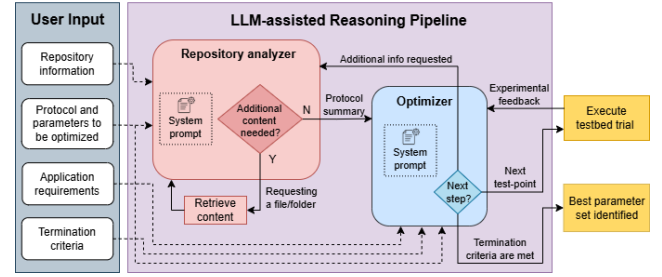 User Input
LLM-assisted Reasoning Pipeline
Repository
information
Protocol and
parameters to
be optimized
Application
requirements
Termination
criteria
Repository analyzer
System
prompt
Additional
content
needed?
N
Y
Retrieve
content
Requesting
a file/folder
Protocol
summary
Additional info requested
Optimizer
System
prompt
Next
step?
Experimental
feedback
Next
test-point
Termination
criteria are met
Execute
testbed trial
Best parameter
set identified